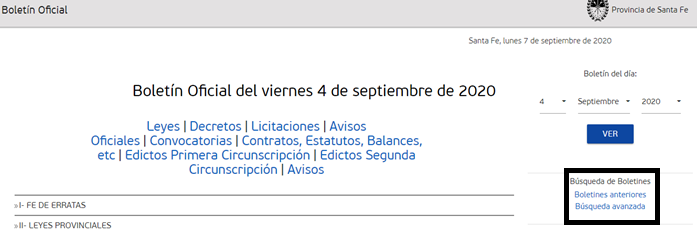 Boletín Oficial
Provincia de Santa Fe
Santa Fe, lunes 7 de septiembre de 2020
Boletín Oficial del viernes 4 de septiembre de 2020
Leyes | Decretos | Licitaciones | Avisos
Oficiales | Convocatorias | Contratos, Estatutos, Balances,
etc | Edictos Primera Circunscripción | Edictos Segunda
Circunscripción | Avisos
»I- FE DE ERRATAS
»II- LEYES PROVINCIALES
Boletín del día:
4 Septiembre 2020
VER
Búsqueda de Boletines
Boletines anteriores
Búsqueda avanzada